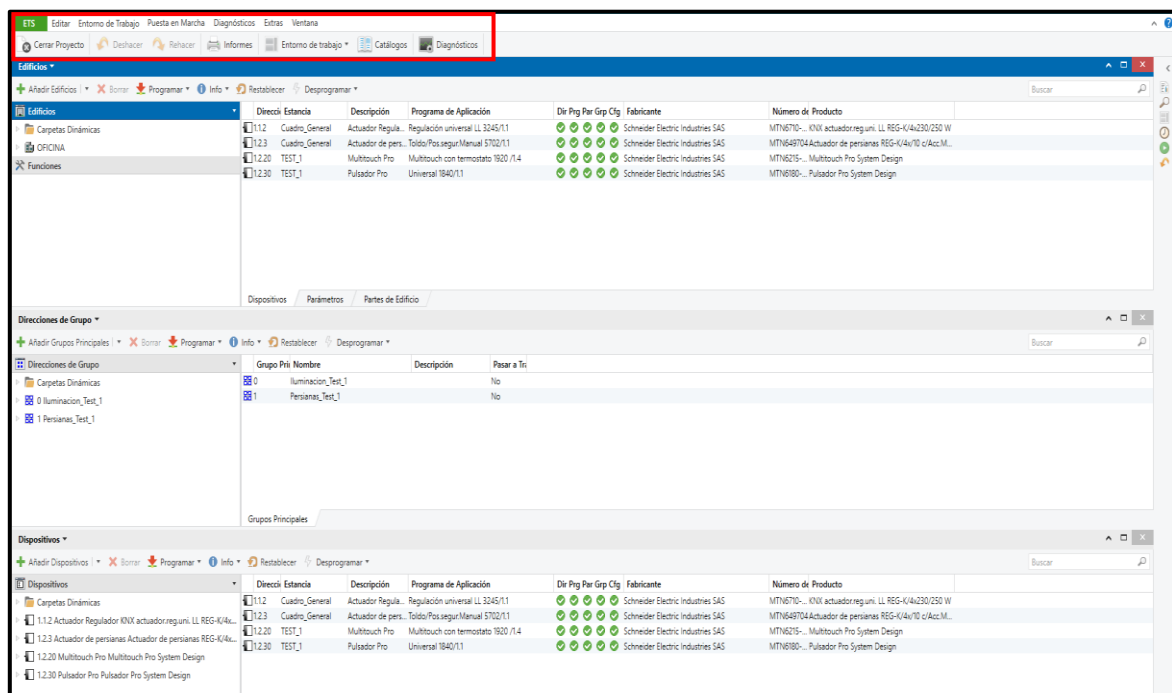 ETS Editar Entorno de Trabajo Puesta en Marcha Diagnósticos Extras Ventana
Cerrar Proyecto Deshacer Rehacer Informes Entorno de trabajo Catálogos Diagnósticos
Edificios
Añadir Edificios Borrar Programar Info Restablecer Desprogramar Buscar
Edificios Direcci Estancia Descripción Programa de Aplicación Dir Prg Par Grp Cfg Fabricante Número de Producto
Carpetas Dinámicas 1.1.2 Cuadro_General Actuador Regula... Regulación universal LL 3245/1.1 Schneider Electric Industries SAS MTN6710-... KNX actuador.reg.uni. LL REG-K/4x230/250 W
OFICINA 1.2.3 Cuadro_General Actuador de pers... Toldo/Pos.segur.Manual 5702/1.1 Schneider Electric Industries SAS MTN649704 Actuador de persianas REG-K/4x/10 c/Acc.M...
Funciones 1.2.20 TEST_1 Multitouch Pro Multitouch con termostato 1920 /1.4 Schneider Electric Industries SAS MTN6215-... Multitouch Pro System Design
1.2.30 TEST_1 Pulsador Pro Universal 1840/1.1 Schneider Electric Industries SAS MTN6180-... Pulsador Pro System Design
Dispositivos Parámetros Partes de Edificio
Direcciones de Grupo
Añadir Grupos Principales Borrar Programar Info Restablecer Desprogramar Buscar
Direcciones de Grupo Grupo Pri Nombre Descripción Pasar a Tra
Carpetas Dinámicas 0 Iluminacion_Test_1 No
0 Iluminacion_Test_1 1 Persianas_Test_1 No
1 Persianas_Test_1
Grupos Principales
Dispositivos
Añadir Dispositivos Borrar Programar Info Restablecer Desprogramar Buscar
Dispositivos Direcci Estancia Descripción Programa de Aplicación Dir Prg Par Grp Cfg Fabricante Número de Producto
Carpetas Dinámicas 1.1.2 Cuadro_General Actuador Regula... Regulación universal LL 3245/1.1 Schneider Electric Industries SAS MTN6710-... KNX actuador.reg.uni. LL REG-K/4x230/250 W
1.1.2 Actuador Regulador KNX actuador.reg.uni. LL REG-K/4x... 1.2.3 Cuadro_General Actuador de pers... Toldo/Pos.segur.Manual 5702/1.1 Schneider Electric Industries SAS MTN649704 Actuador de persianas REG-K/4x/10 c/Acc.M...
1.2.3 Actuador de persianas Actuador de persianas REG-K/4x... 1.2.20 TEST_1 Multitouch Pro Multitouch con termostato 1920 /1.4 Schneider Electric Industries SAS MTN6215-... Multitouch Pro System Design
1.2.20 Multitouch Pro Multitouch Pro System Design 1.2.30 TEST_1 Pulsador Pro Universal 1840/1.1 Schneider Electric Industries SAS MTN6180-... Pulsador Pro System Design
1.2.30 Pulsador Pro Pulsador Pro System Design